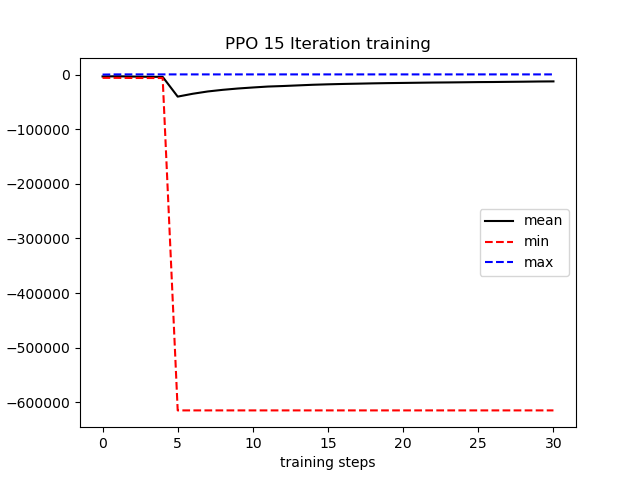 PPO 15 Iteration training
0
−100000
−200000
−300000
−400000
−500000
−600000
mean
min
max
0 5 10 15 20 25 30
training steps